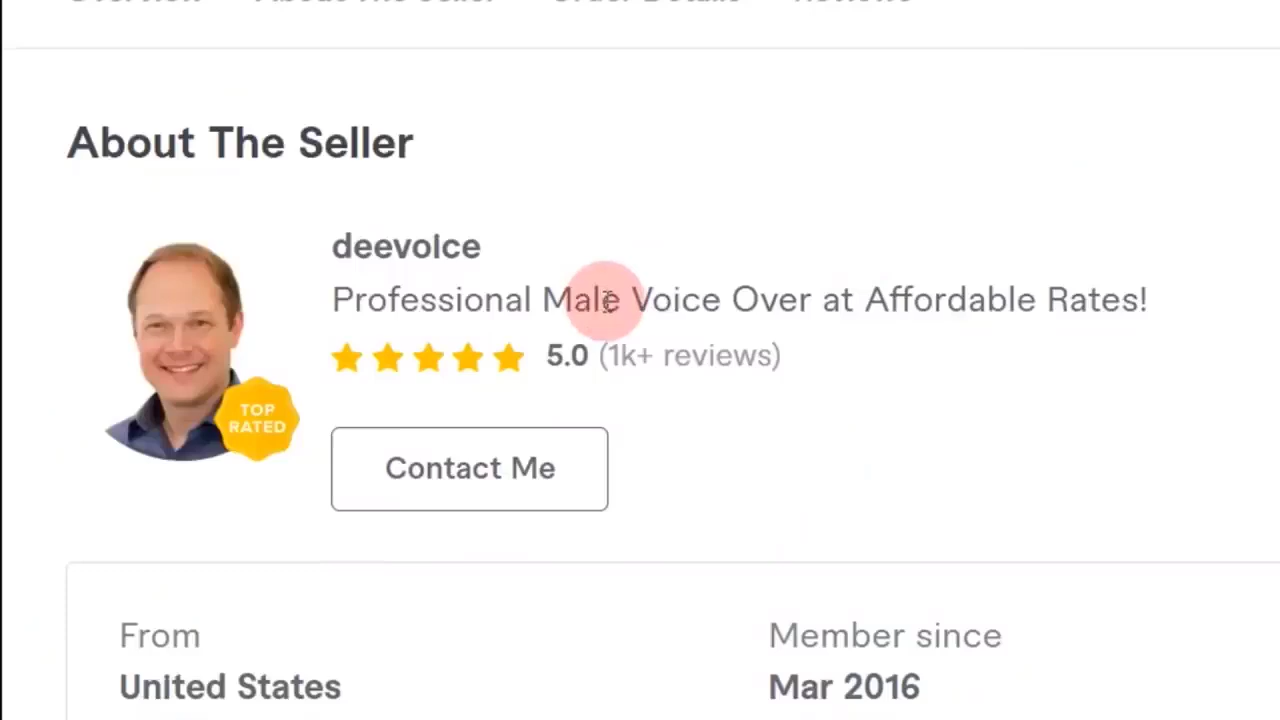 About The Seller
deevoice
Professional Male Voice Over at Affordable Rates!
5.0 (1k+ reviews)
TOP
RATED
Contact Me
From
Member since
United States
Mar 2016